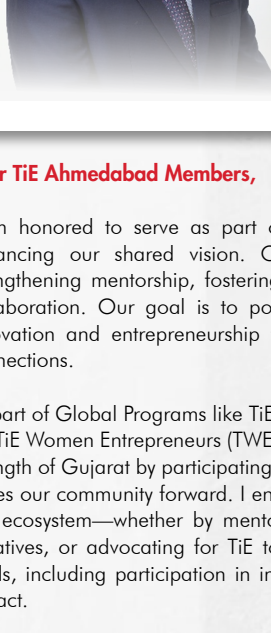 r TiE Ahmedabad Members,
honored to serve as part
ancing our shared vision.
ngthening mentorship, fostering
aboration. Our goal is to po
ovation and entrepreneurship
nections.
part of Global Programs like TiE
TiE Women Entrepreneurs (TWE
ngth of Gujarat by participating
es our community forward. I en
ecosystem—whether by mento
atives, or advocating for TiE to
ls, including participation in in
act.